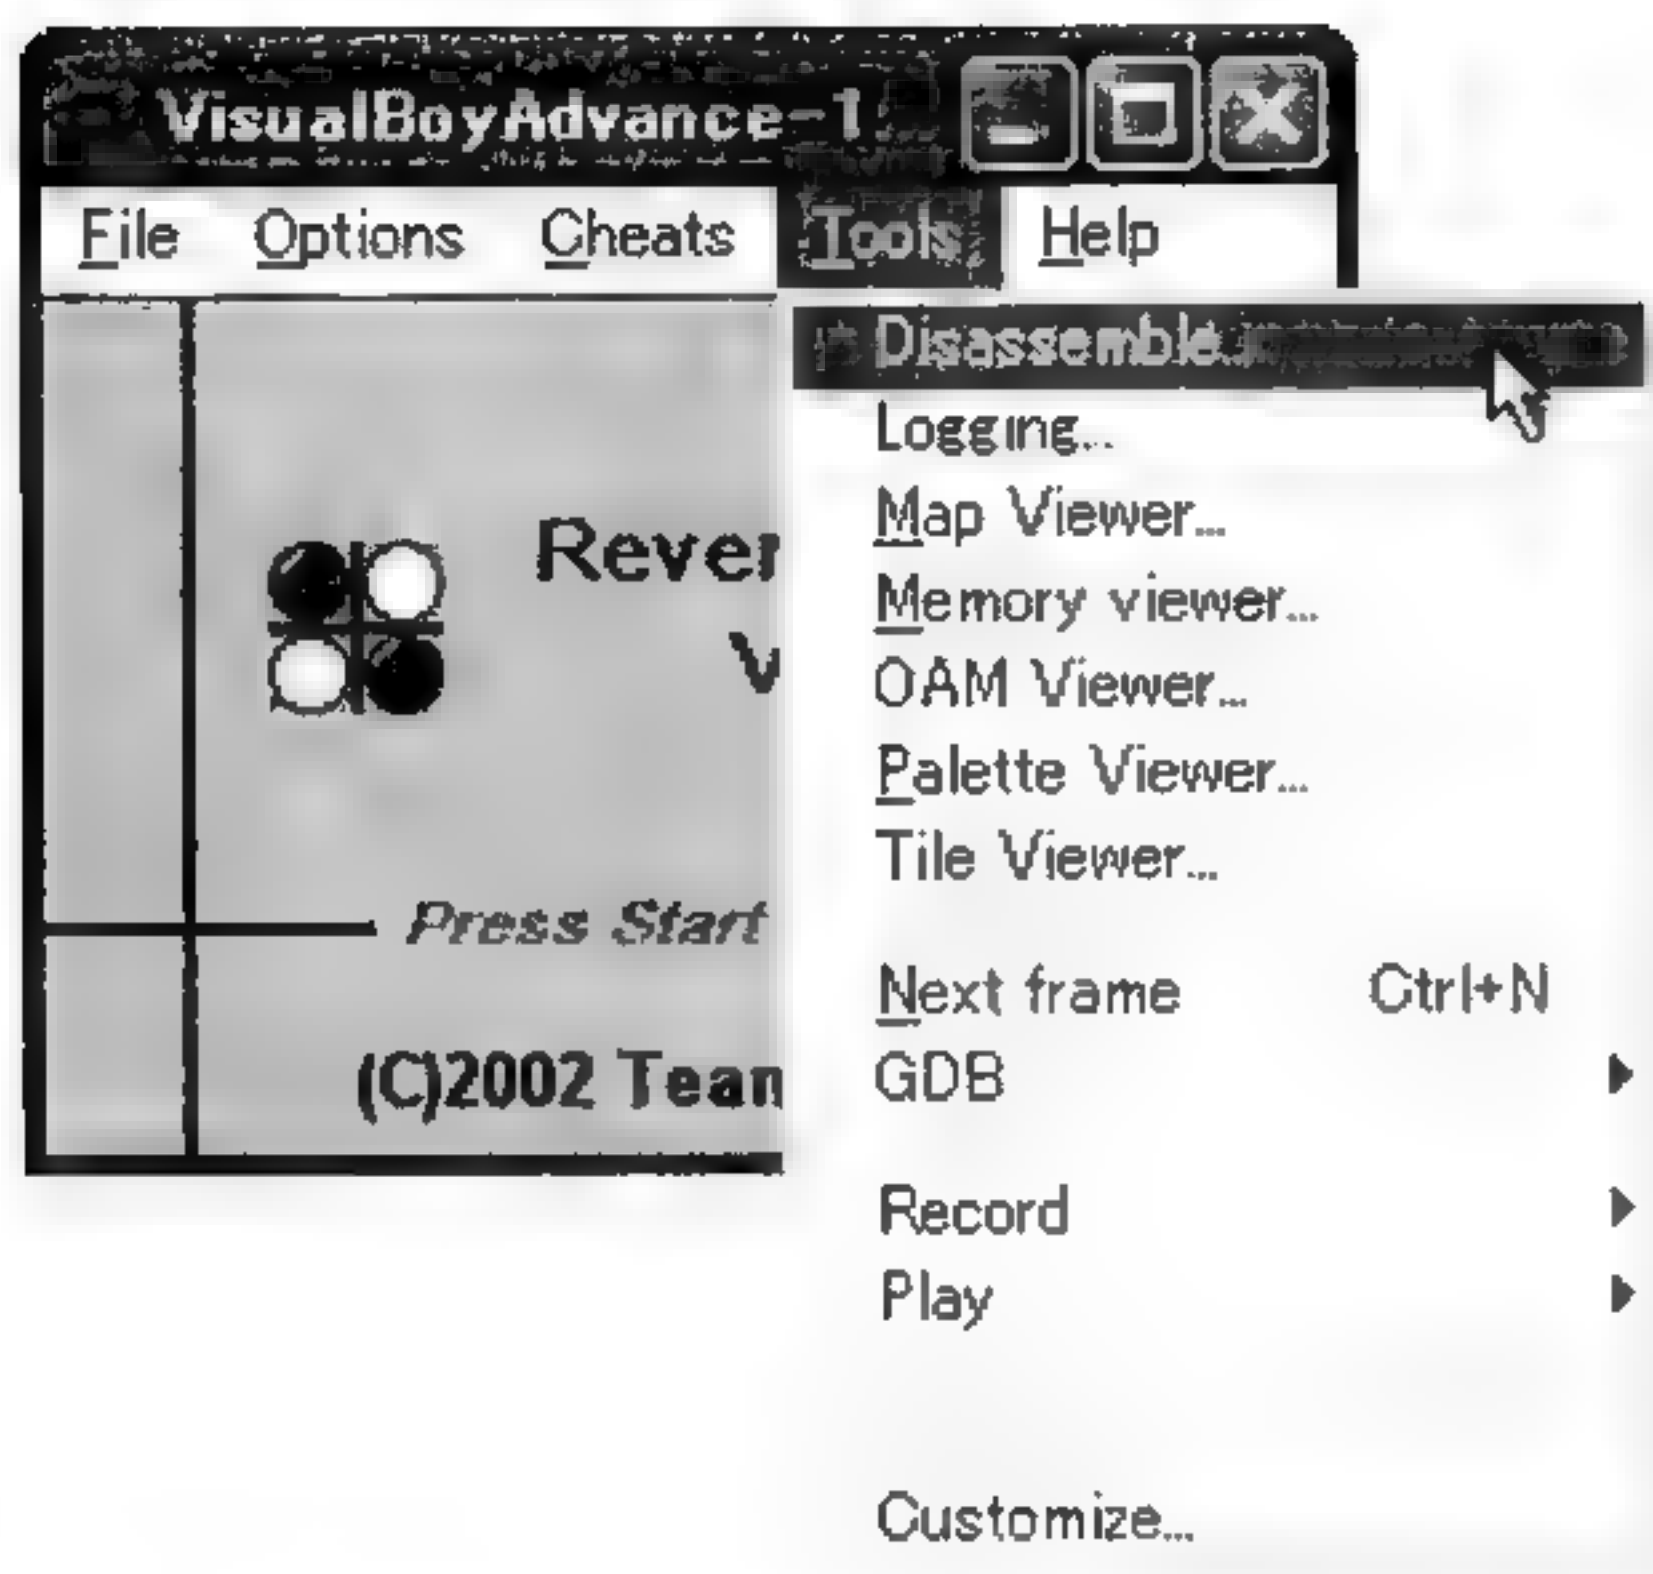 VisualBoyAdvance-1
File Options Cheats Tools Help
Disassemble...
Logging...
Map Viewer...
Memory viewer...
OAM Viewer...
Palette Viewer...
Tile Viewer...
Next frame Ctrl+N
GDB
Record
Play
Customize...
Rever
V
Press Start
(C)2002 Tean